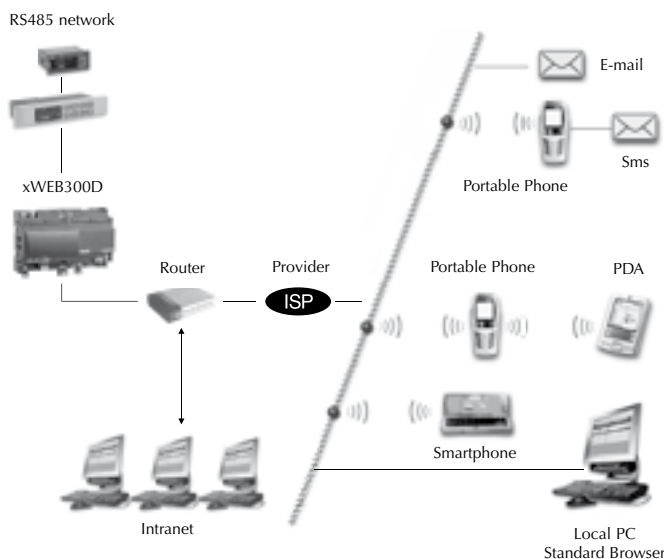 RS485 network
E-mail
Sms
Portable Phone
xWEB300D
Router
Provider
ISP
Portable Phone
PDA
Smartphone
Intranet
Local PC
Standard Browser